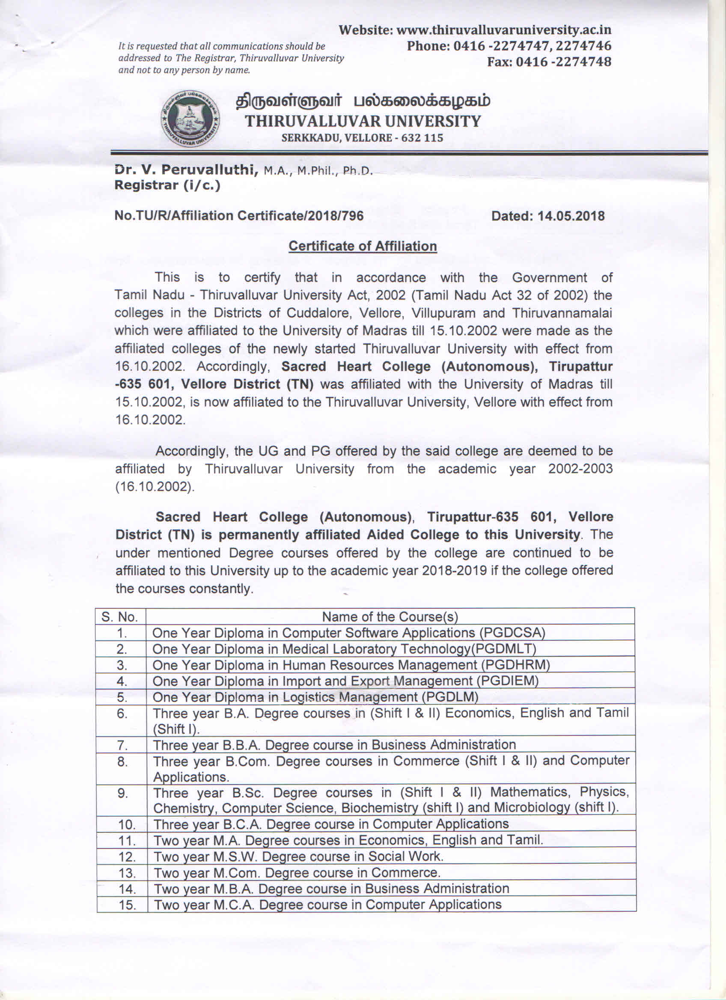 Website: www.thiruvalluvaruniversity.ac.in
It is requested that all communications should be
addressed to The Registrar, Thiruvalluvar University
and not to any person by name.
Phone: 0416 -2274747, 2274746
Fax: 0416 -2274748
திருவள்ளுவர் பல்கலைக்கழகம்
THIRUVALLUVAR UNIVERSITY
SERKKADU, VELLORE - 632 115
திருவள்ளுவர் பல்கலைக்கழகம்
THIRUVALLUVAR UNIVERSITY
Dr. V. Peruvalluthi, M.A., M.Phil., Ph.D.
Registrar (i/c.)
No.TU/R/Affiliation Certificate/2018/796 Dated: 14.05.2018
Certificate of Affiliation
This is to certify that in accordance with the Government of
Tamil Nadu - Thiruvalluvar University Act, 2002 (Tamil Nadu Act 32 of 2002) the
colleges in the Districts of Cuddalore, Vellore, Villupuram and Thiruvannamalai
which were affiliated to the University of Madras till 15.10.2002 were made as the
affiliated colleges of the newly started Thiruvalluvar University with effect from
16.10.2002. Accordingly, Sacred Heart College (Autonomous), Tirupattur
-635 601, Vellore District (TN) was affiliated with the University of Madras till
15.10.2002, is now affiliated to the Thiruvalluvar University, Vellore with effect from
16.10.2002.
Accordingly, the UG and PG offered by the said college are deemed to be
affiliated by Thiruvalluvar University from the academic year 2002-2003
(16.10.2002).
Sacred Heart College (Autonomous), Tirupattur-635 601, Vellore
District (TN) is permanently affiliated Aided College to this University. The
under mentioned Degree courses offered by the college are continued to be
affiliated to this University up to the academic year 2018-2019 if the college offered
the courses constantly.
S. No. Name of the Course(s)
1. One Year Diploma in Computer Software Applications (PGDCSA)
2. One Year Diploma in Medical Laboratory Technology(PGDMLT)
3. One Year Diploma in Human Resources Management (PGDHRM)
4. One Year Diploma in Import and Export Management (PGDIEM)
5. One Year Diploma in Logistics Management (PGDLM)
6. Three year B.A. Degree courses in (Shift I & II) Economics, English and Tamil
(Shift I).
7. Three year B.B.A. Degree course in Business Administration
8. Three year B.Com. Degree courses in Commerce (Shift I & II) and Computer
Applications.
9. Three year B.Sc. Degree courses in (Shift I & II) Mathematics, Physics,
Chemistry, Computer Science, Biochemistry (shift I) and Microbiology (shift I).
10. Three year B.C.A. Degree course in Computer Applications
11. Two year M.A. Degree courses in Economics, English and Tamil.
12. Two year M.S.W. Degree course in Social Work.
13. Two year M.Com. Degree course in Commerce.
14. Two year M.B.A. Degree course in Business Administration
15. Two year M.C.A. Degree course in Computer Applications